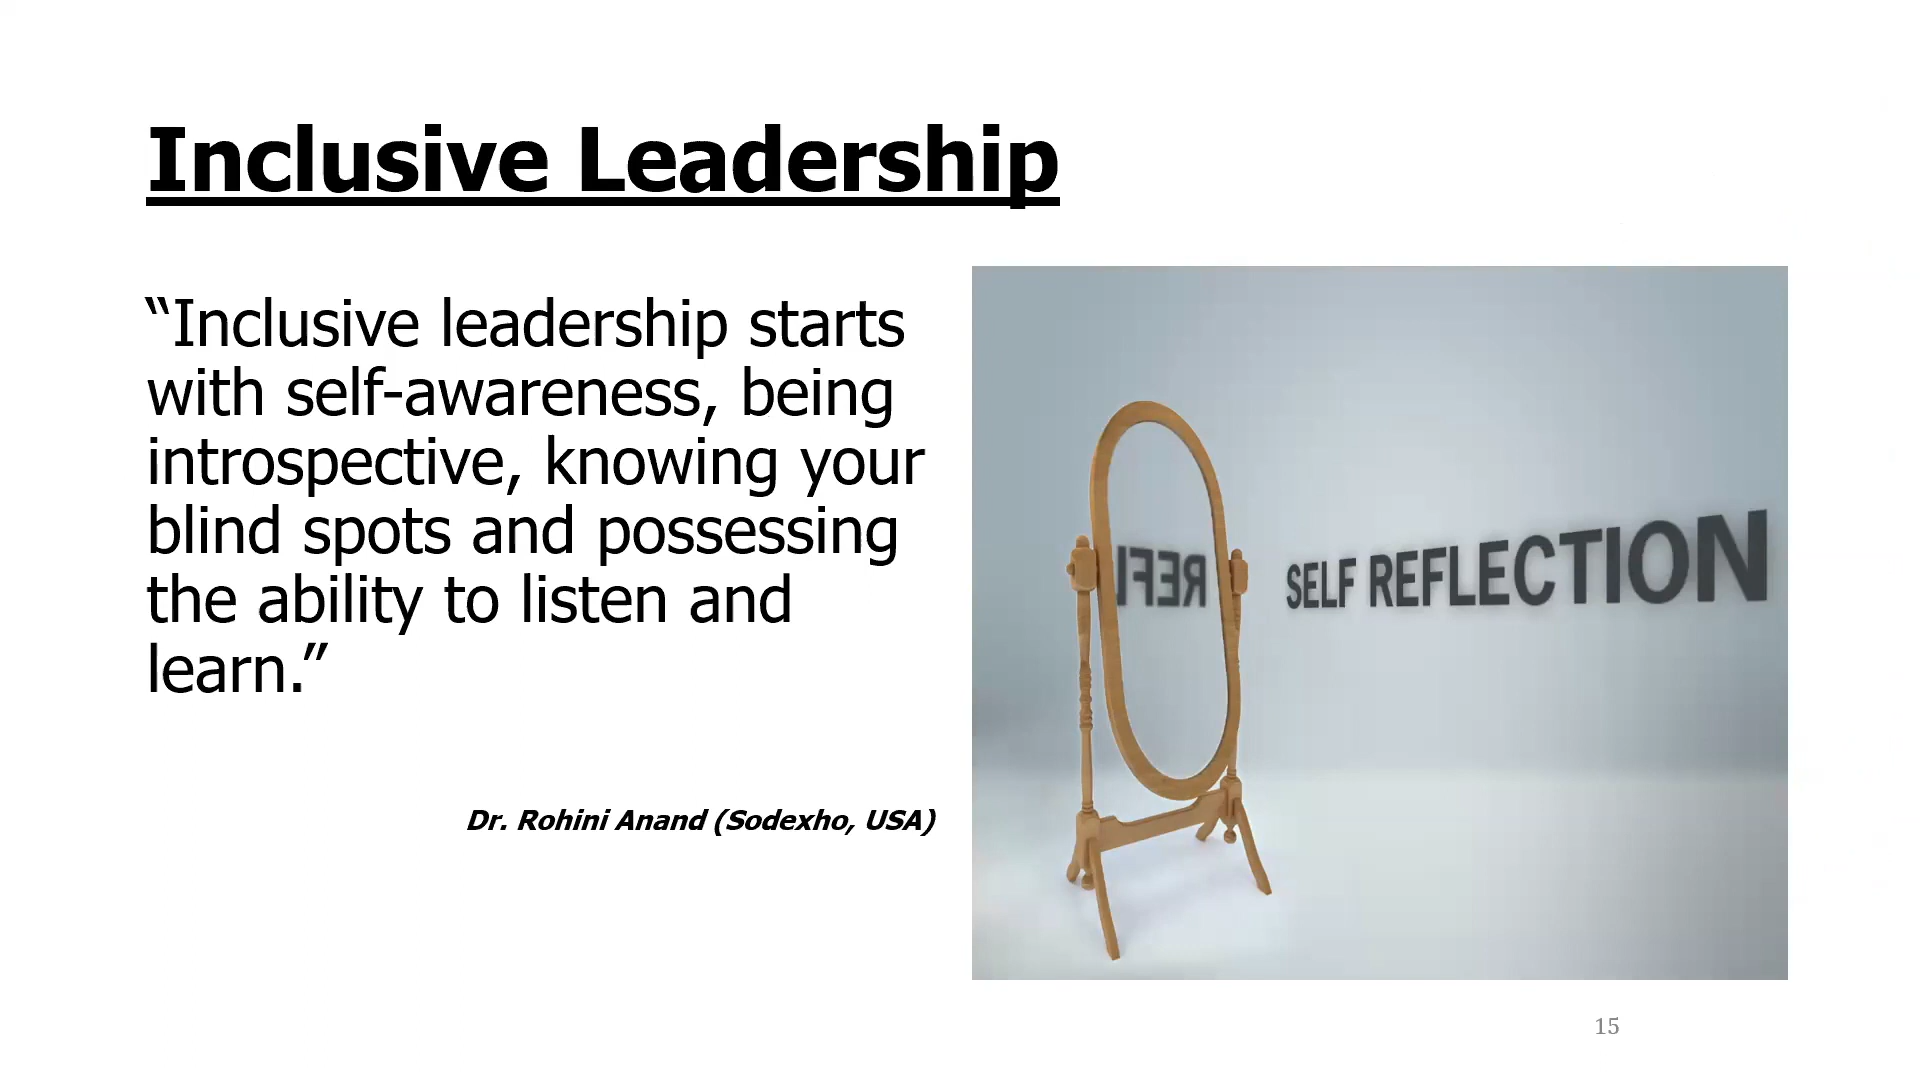 Inclusive Leadership
“Inclusive leadership starts
with self-awareness, being
introspective, knowing your
blind spots and possessing
the ability to listen and
learn.”
Dr. Rohini Anand (Sodexho, USA)
REFL
SELF REFLECTION
15